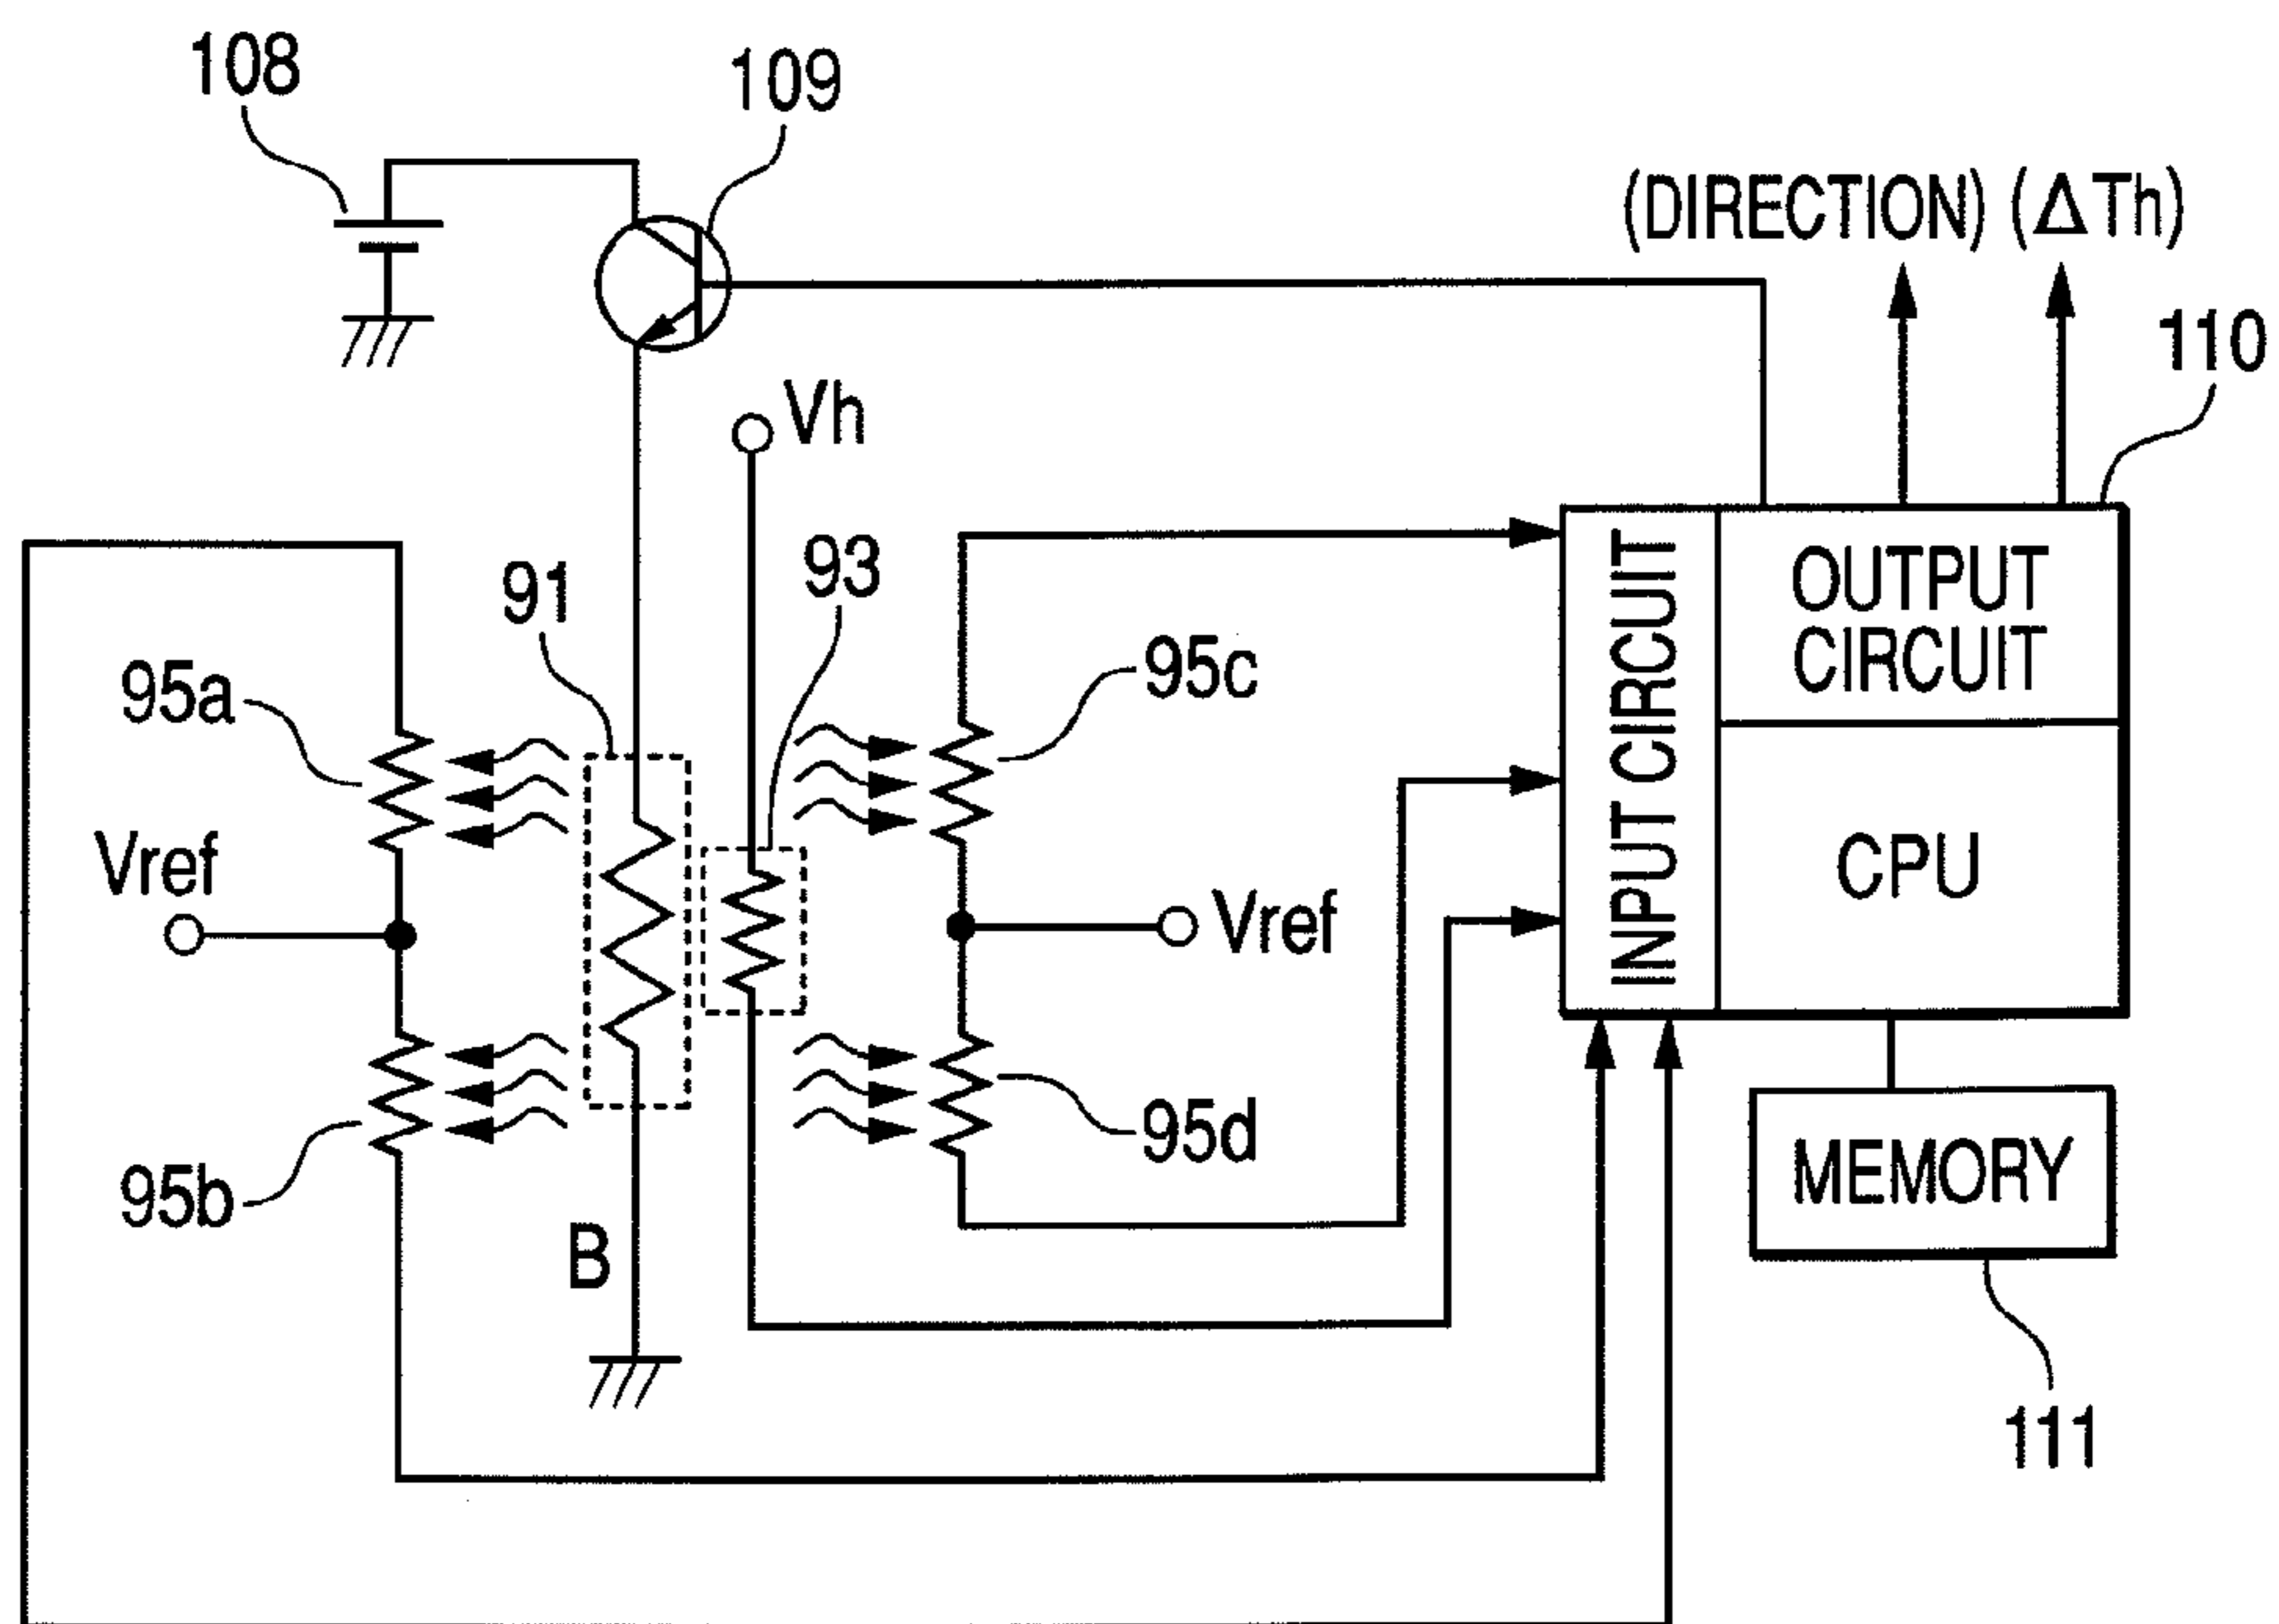 108
109
(DIRECTION) (ΔTh)
110
Vh
91
93
95a
95c
INPUT CIRCUIT
OUTPUT
CIRCUIT
Vref
Vref
CPU
95b
95d
B
MEMORY
111